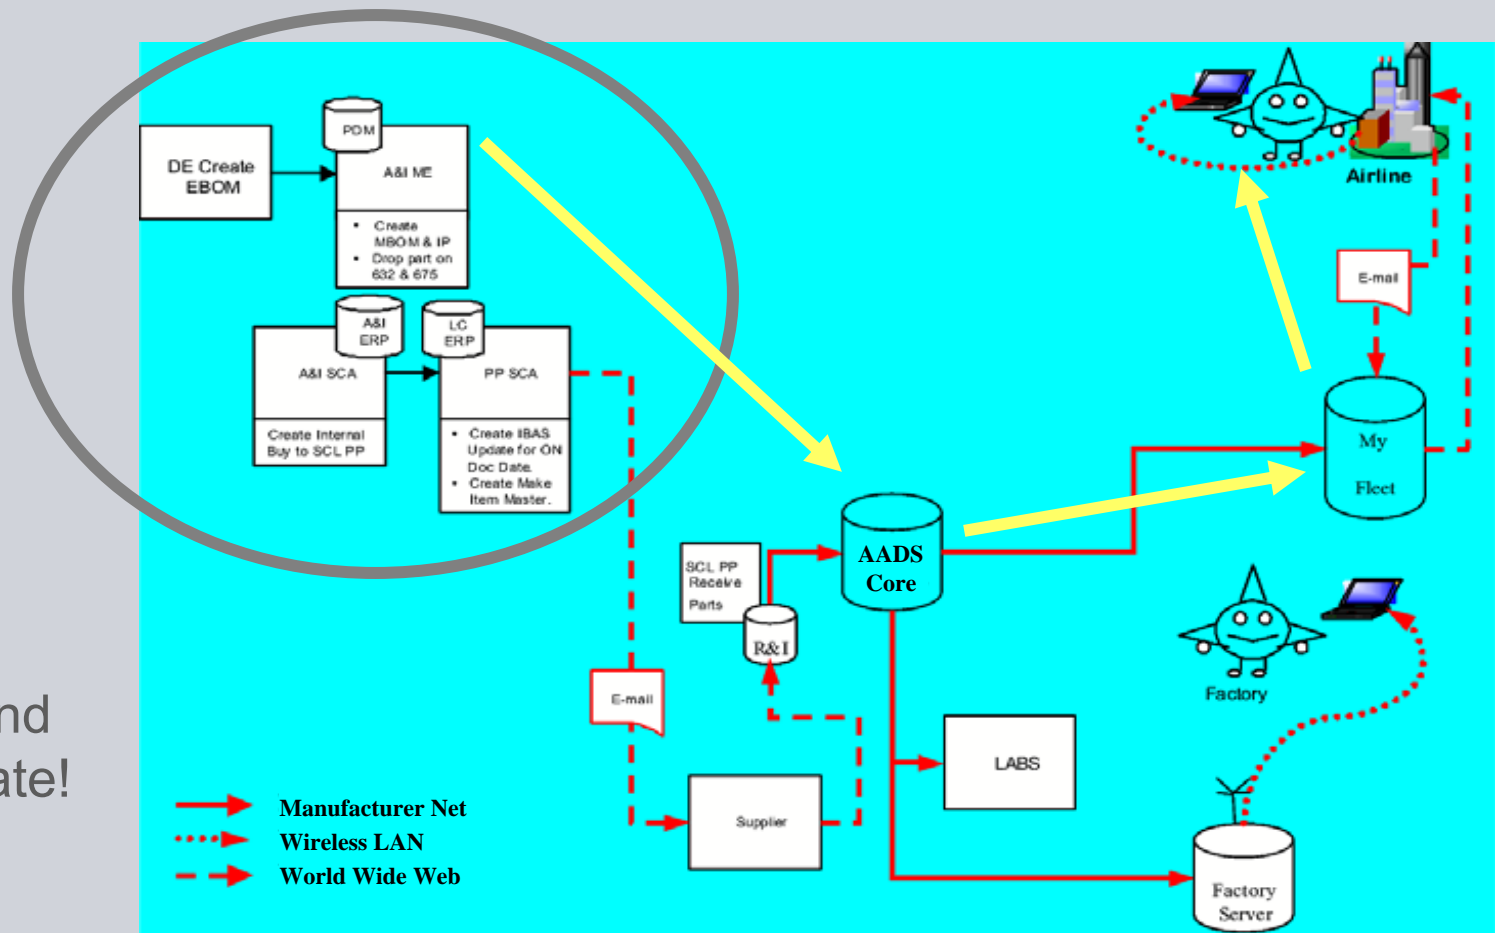 PDM
DE Create
EBOM
A&I ME
• Create
MBOM & IP
• Drop part on
632 & 675
A&I
ERP
LC
ERP
A&I SCA
PP SCA
Create Internal
Buy to SCL PP
• Create IBAS
Update for ON
Doc Date.
• Create Make
Item Master.
Airline
E-mail
My
Fleet
AADS
Core
SCL PP
Receive
Parts
R&I
E-mail
Factory
LABS
Supplier
Factory
Server
nd
ate!
Manufacturer Net
Wireless LAN
World Wide Web